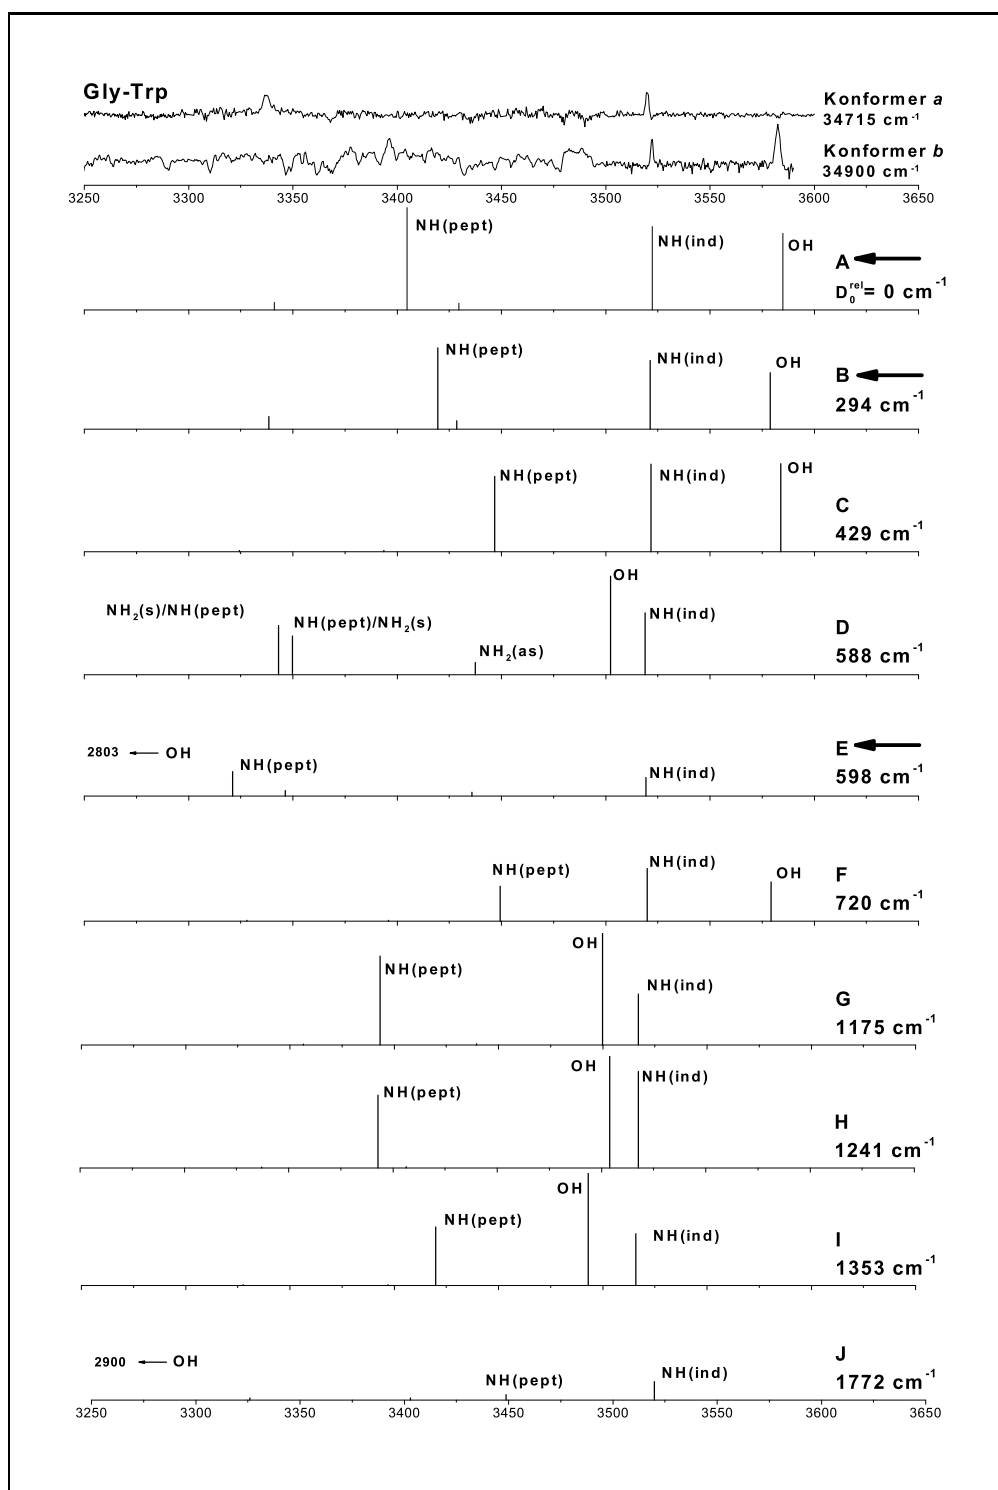 Gly-Trp
Konformer a
34715 cm⁻¹
Konformer b
34900 cm⁻¹
3250 3300 3350 3400 3450 3500 3550 3600 3650
NH(pept) NH(ind) OH
A
D₀ʳᵉˡ= 0 cm⁻¹
NH(pept) NH(ind) OH
B
294 cm⁻¹
NH(pept) NH(ind) OH
C
429 cm⁻¹
OH
NH₂(s)/NH(pept) NH(pept)/NH₂(s) NH₂(as) NH(ind)
D
588 cm⁻¹
2803 ← OH
NH(pept) NH(ind)
E
598 cm⁻¹
NH(pept) NH(ind) OH
F
720 cm⁻¹
NH(pept) OH NH(ind)
G
1175 cm⁻¹
NH(pept) OH NH(ind)
H
1241 cm⁻¹
NH(pept) OH NH(ind)
I
1353 cm⁻¹
2900 ← OH
NH(pept) NH(ind)
J
1772 cm⁻¹
3250 3300 3350 3400 3450 3500 3550 3600 3650